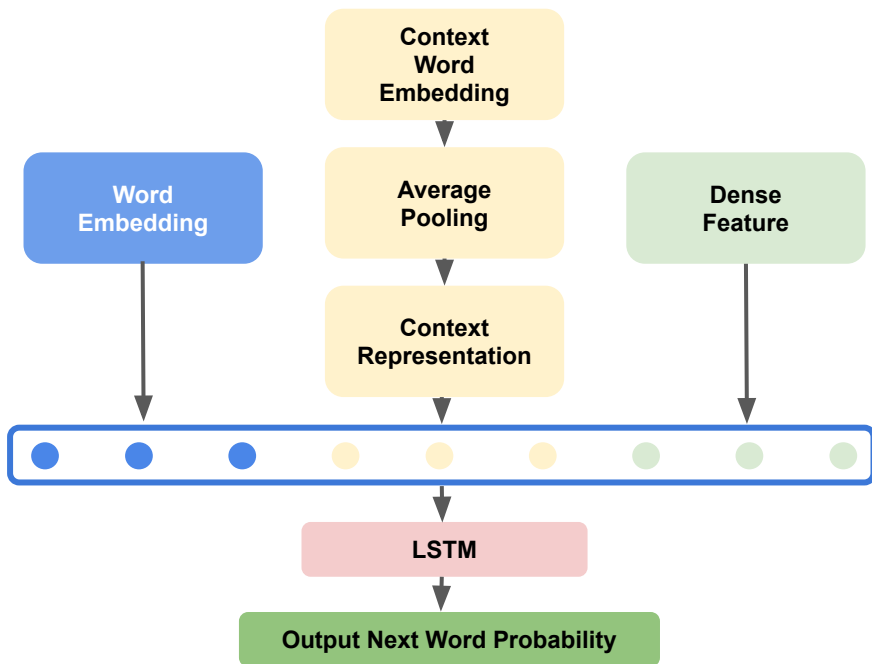 Context
Word
Embedding
Word
Embedding
Average
Pooling
Dense
Feature
Context
Representation
LSTM
Output Next Word Probability